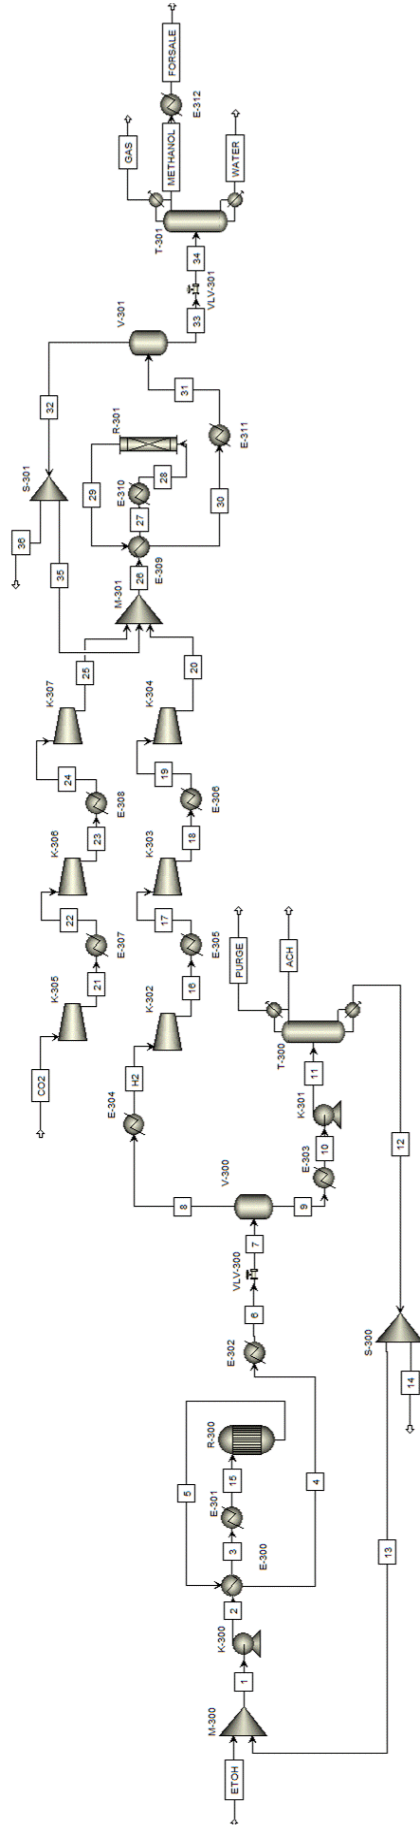 ETOH
M-300
1
K-300
2
E-300
3
E-301
15
R-300
5
4
E-302
6
VLV-300
7
V-300
8
9
E-304
H2
E-303
10
K-301
11
T-300
PURGE
ACH
12
S-300
14
13
CO2
K-305
21
E-307
22
K-306
23
E-308
24
K-307
25
K-302
16
E-305
17
K-303
18
E-306
19
K-304
20
M-301
26
E-309
27
E-310
28
R-301
29
30
E-311
31
V-301
32
S-301
36
35
33
VLV-301
34
T-301
GAS
METHANOL
WATER
E-312
FORSALE